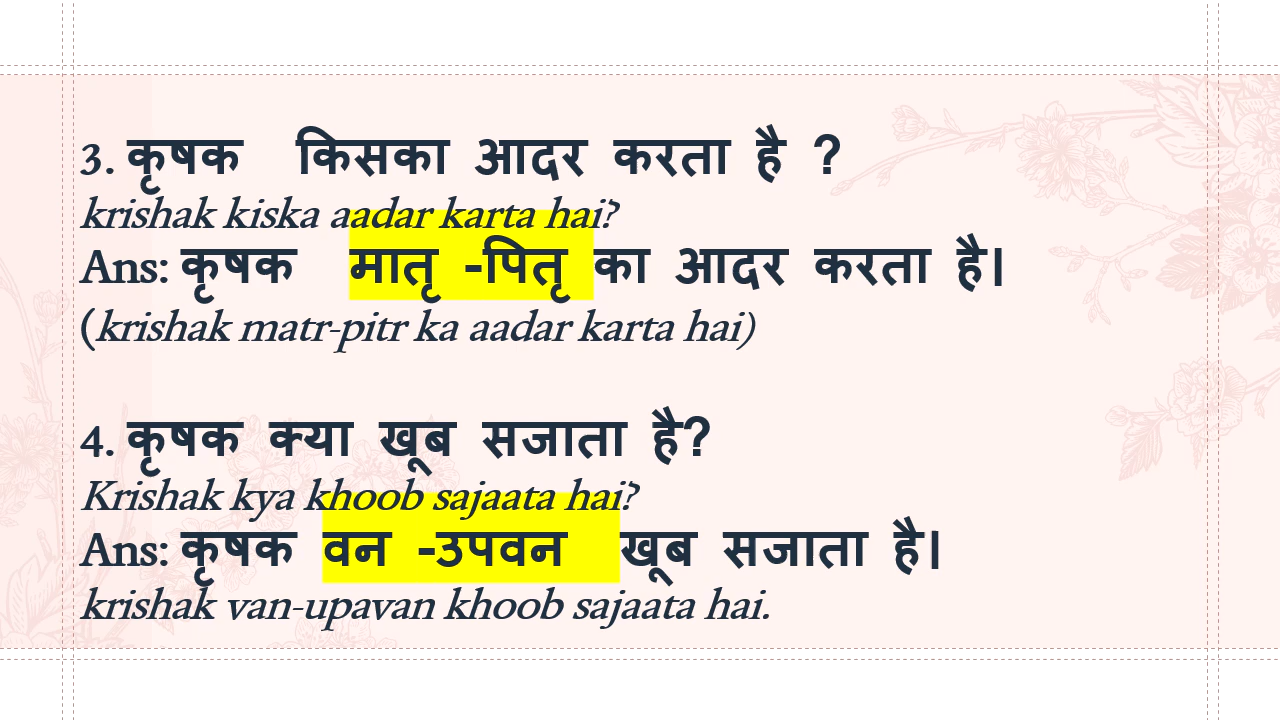 3. कृषक किसका आदर करता है ?
krishak kiska aadar karta hai?
Ans: कृषक मातृ -पितृ का आदर करता है।
(krishak matr-pitr ka aadar karta hai)
4. कृषक क्या खूब सजाता है?
Krishak kya khoob sajaata hai?
Ans: कृषक वन -उपवन खूब सजाता है।
krishak van-upavan khoob sajaata hai.